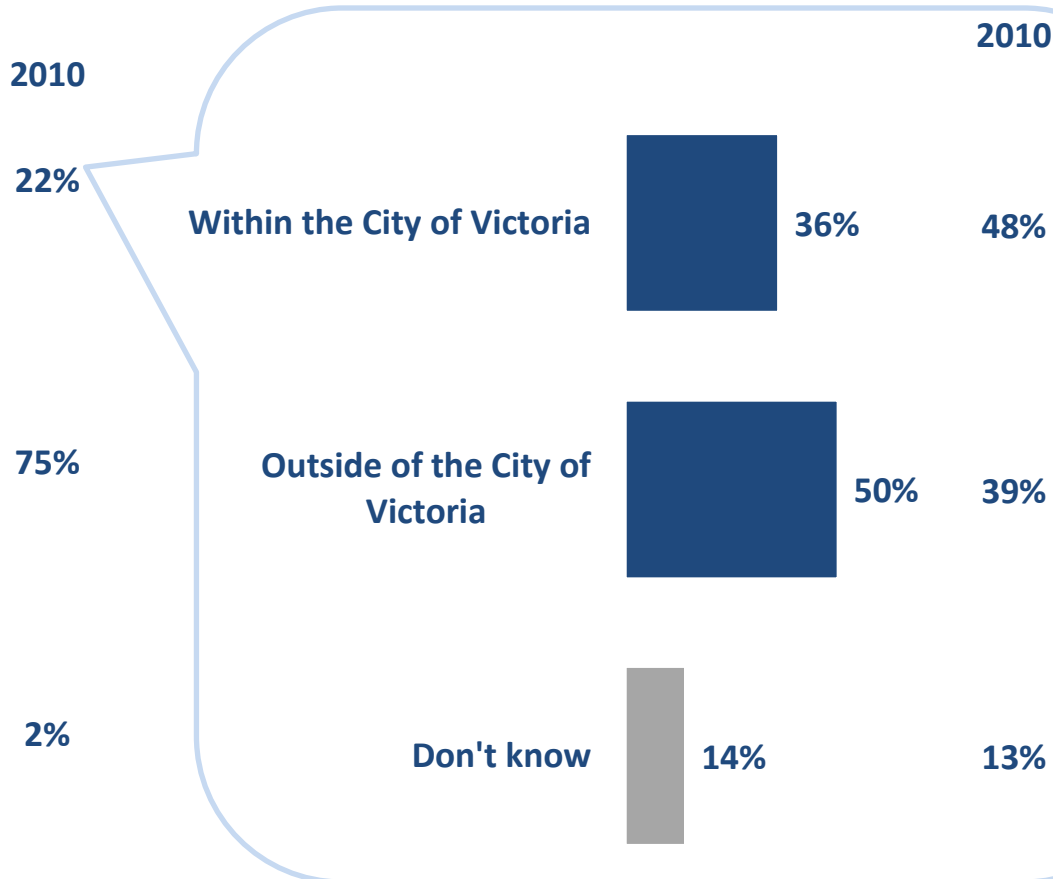 2010
2010
22%
Within the City of Victoria
36%
48%
75%
Outside of the City of
Victoria
50%
39%
2%
Don't know
14%
13%